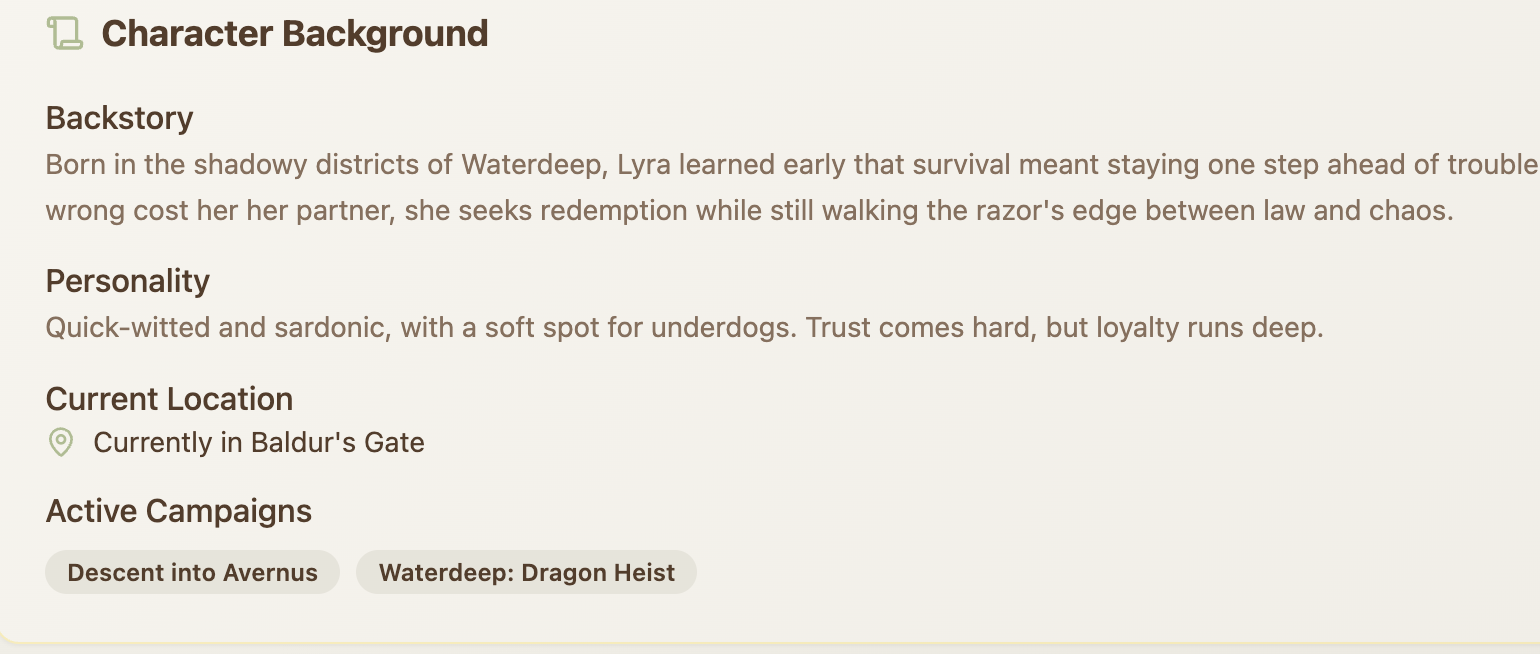 Character Background
Backstory
Born in the shadowy districts of Waterdeep, Lyra learned early that survival meant staying one step ahead of trouble
wrong cost her her partner, she seeks redemption while still walking the razor's edge between law and chaos.
Personality
Quick-witted and sardonic, with a soft spot for underdogs. Trust comes hard, but loyalty runs deep.
Current Location
Currently in Baldur's Gate
Active Campaigns
Descent into Avernus
Waterdeep: Dragon Heist